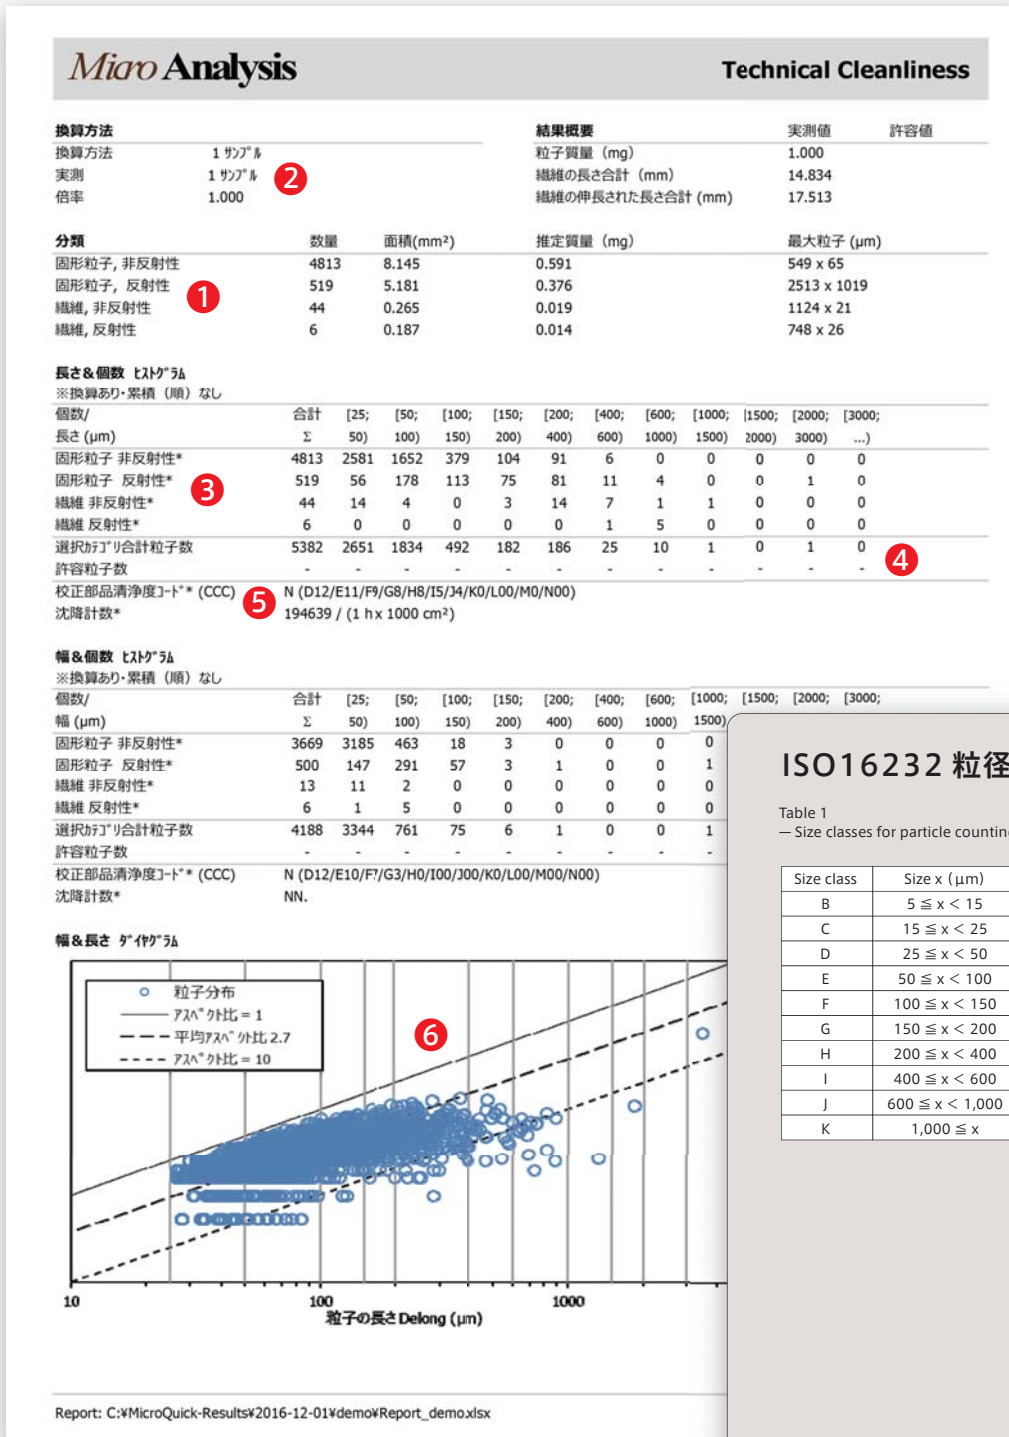 Micro Analysis Technical Cleanliness
換算方法 結果概要 実測値 許容値
換算方法 1 ｻﾝﾌﾟﾙ 粒子質量（mg） 1.000
実測 1 ｻﾝﾌﾟﾙ 2 繊維の長さ合計（mm） 14.834
倍率 1.000 繊維の伸長された長さ合計 (mm) 17.513
分類 数量 面積(mm²) 推定質量（mg） 最大粒子 (µm)
固形粒子, 非反射性 4813 8.145 0.591 549 x 65
固形粒子, 反射性 1 519 5.181 0.376 2513 x 1019
繊維, 非反射性 44 0.265 0.019 1124 x 21
繊維, 反射性 6 0.187 0.014 748 x 26
長さ&個数 ﾋｽﾄｸﾞﾗﾑ
※換算あり・累積（順）なし
個数/ 合計 [25; [50; [100; [150; [200; [400; [600; [1000; [1500; [2000; [3000;
長さ (µm) Σ 50) 100) 150) 200) 400) 600) 1000) 1500) 2000) 3000) ...)
固形粒子 非反射性* 4813 2581 1652 379 104 91 6 0 0 0 0 0
固形粒子 反射性* 3 519 56 178 113 75 81 11 4 0 0 1 0
繊維 非反射性* 44 14 4 0 3 14 7 1 1 0 0 0
繊維 反射性* 6 0 0 0 0 0 1 5 0 0 0 0
選択ｶﾃｺﾞﾘ合計粒子数 5382 2651 1834 492 182 186 25 10 1 0 1 0 4
許容粒子数 - - - - - - - - - - - -
校正部品清浄度ｺｰﾄﾞ* (CCC) 5 N (D12/E11/F9/G8/H8/I5/J4/K0/L00/M0/N00)
沈降計数* 194639 / (1 h x 1000 cm²)
幅&個数 ﾋｽﾄｸﾞﾗﾑ
※換算あり・累積（順）なし
個数/ 合計 [25; [50; [100; [150; [200; [400; [600; [1000; [1500; [2000; [3000;
幅 (µm) Σ 50) 100) 150) 200) 400) 600) 1000) 1500)
固形粒子 非反射性* 3669 3185 463 18 3 0 0 0 0
固形粒子 反射性* 500 147 291 57 3 1 0 0 1
繊維 非反射性* 13 11 2 0 0 0 0 0 0
繊維 反射性* 6 1 5 0 0 0 0 0 0
選択ｶﾃｺﾞﾘ合計粒子数 4188 3344 761 75 6 1 0 0 1
許容粒子数 - - - - - - - - -
校正部品清浄度ｺｰﾄﾞ* (CCC) N (D12/E10/F7/G3/H0/I00/J00/K0/L00/M00/N00)
沈降計数* NN.
幅&長さ ﾀﾞｲﾔｸﾞﾗﾑ
粒子分布
ｱｽﾍﾟｸﾄ比 = 1
平均ｱｽﾍﾟｸﾄ比 2.7
ｱｽﾍﾟｸﾄ比 = 10
6
10 100 1000
粒子の長さ Delong (µm)
Report: C:¥MicroQuick-Results¥2016-12-01¥demo¥Report_demo.xlsx
ISO16232 粒径
Table 1
— Size classes for particle counting
Size class Size x (µm)
B 5 ≦ x < 15
C 15 ≦ x < 25
D 25 ≦ x < 50
E 50 ≦ x < 100
F 100 ≦ x < 150
G 150 ≦ x < 200
H 200 ≦ x < 400
I 400 ≦ x < 600
J 600 ≦ x < 1,000
K 1,000 ≦ x